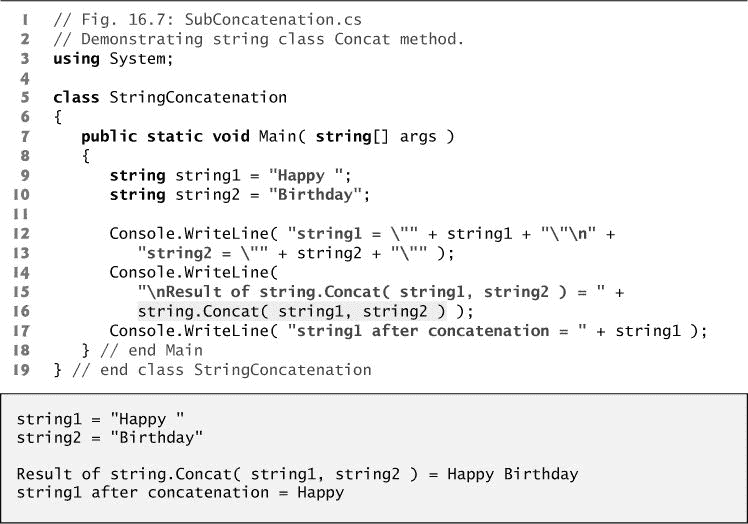 1 // Fig. 16.7: SubConcatenation.cs
2 // Demonstrating string class Concat method.
3 using System;
4
5 class StringConcatenation
6 {
7 public static void Main( string[] args )
8 {
9 string string1 = "Happy ";
10 string string2 = "Birthday";
11
12 Console.WriteLine( "string1 = \"" + string1 + "\"\n" +
13 "string2 = \"" + string2 + "\"" );
14 Console.WriteLine(
15 "\nResult of string.Concat( string1, string2 ) = " +
16 string.Concat( string1, string2 ) );
17 Console.WriteLine( "string1 after concatenation = " + string1 );
18 } // end Main
19 } // end class StringConcatenation
string1 = "Happy "
string2 = "Birthday"

Result of string.Concat( string1, string2 ) = Happy Birthday
string1 after concatenation = Happy